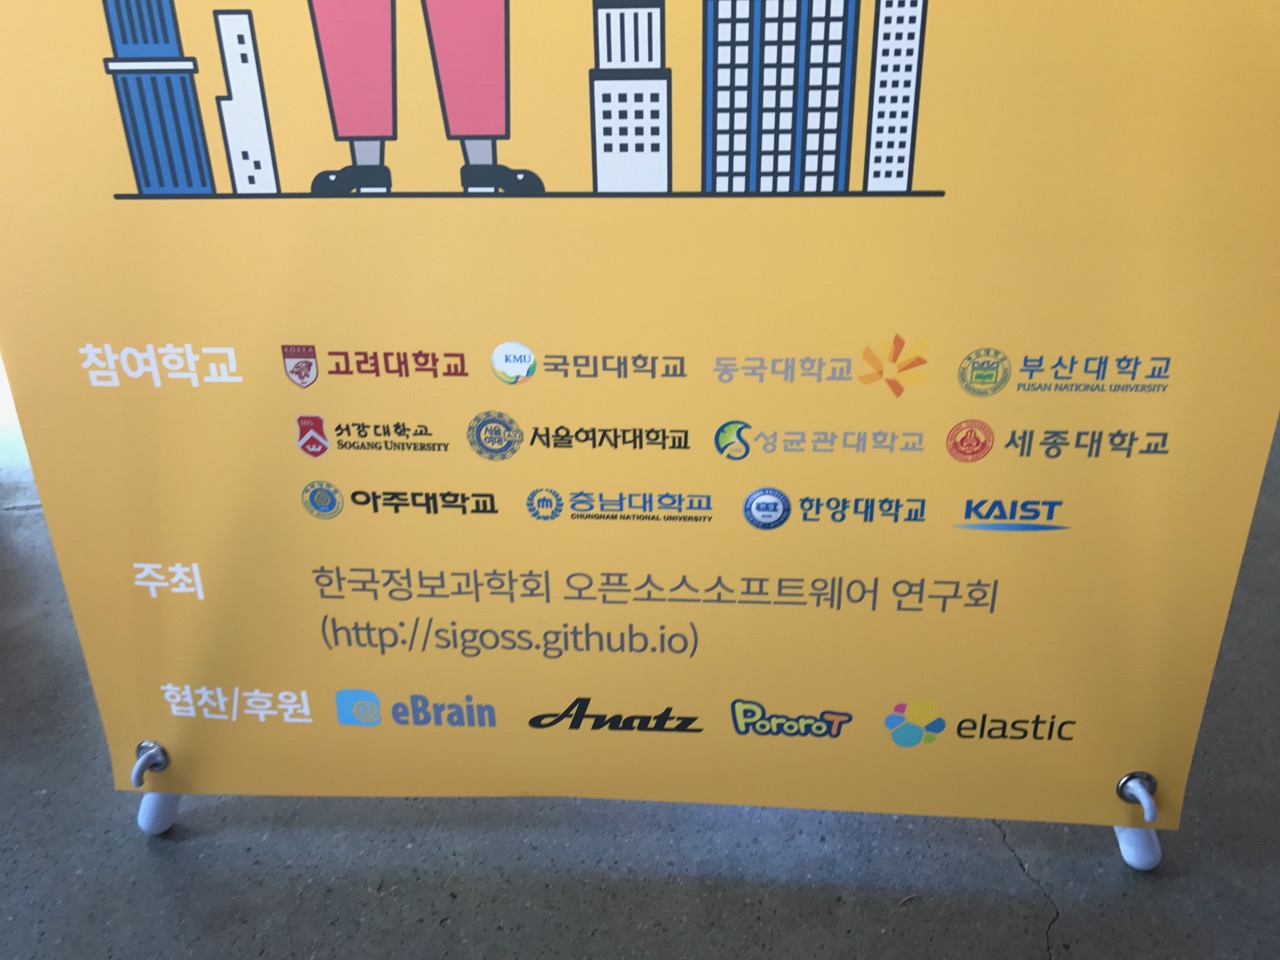 참여학교
KOREA 고려대학교 KMU 국민대학교 동국대학교 부산대학교
PUSAN NATIONAL UNIVERSITY
서강대학교 서울여대 서울여자대학교 성균관대학교 세종대학교
SOGANG UNIVERSITY
아주대학교 충남대학교 한양대학교 KAIST
CHUNGNAM NATIONAL UNIVERSITY
주최 한국정보과학회 오픈소스소프트웨어 연구회
(http://sigoss.github.io)
협찬/후원 eBrain Anatz PororoT elastic